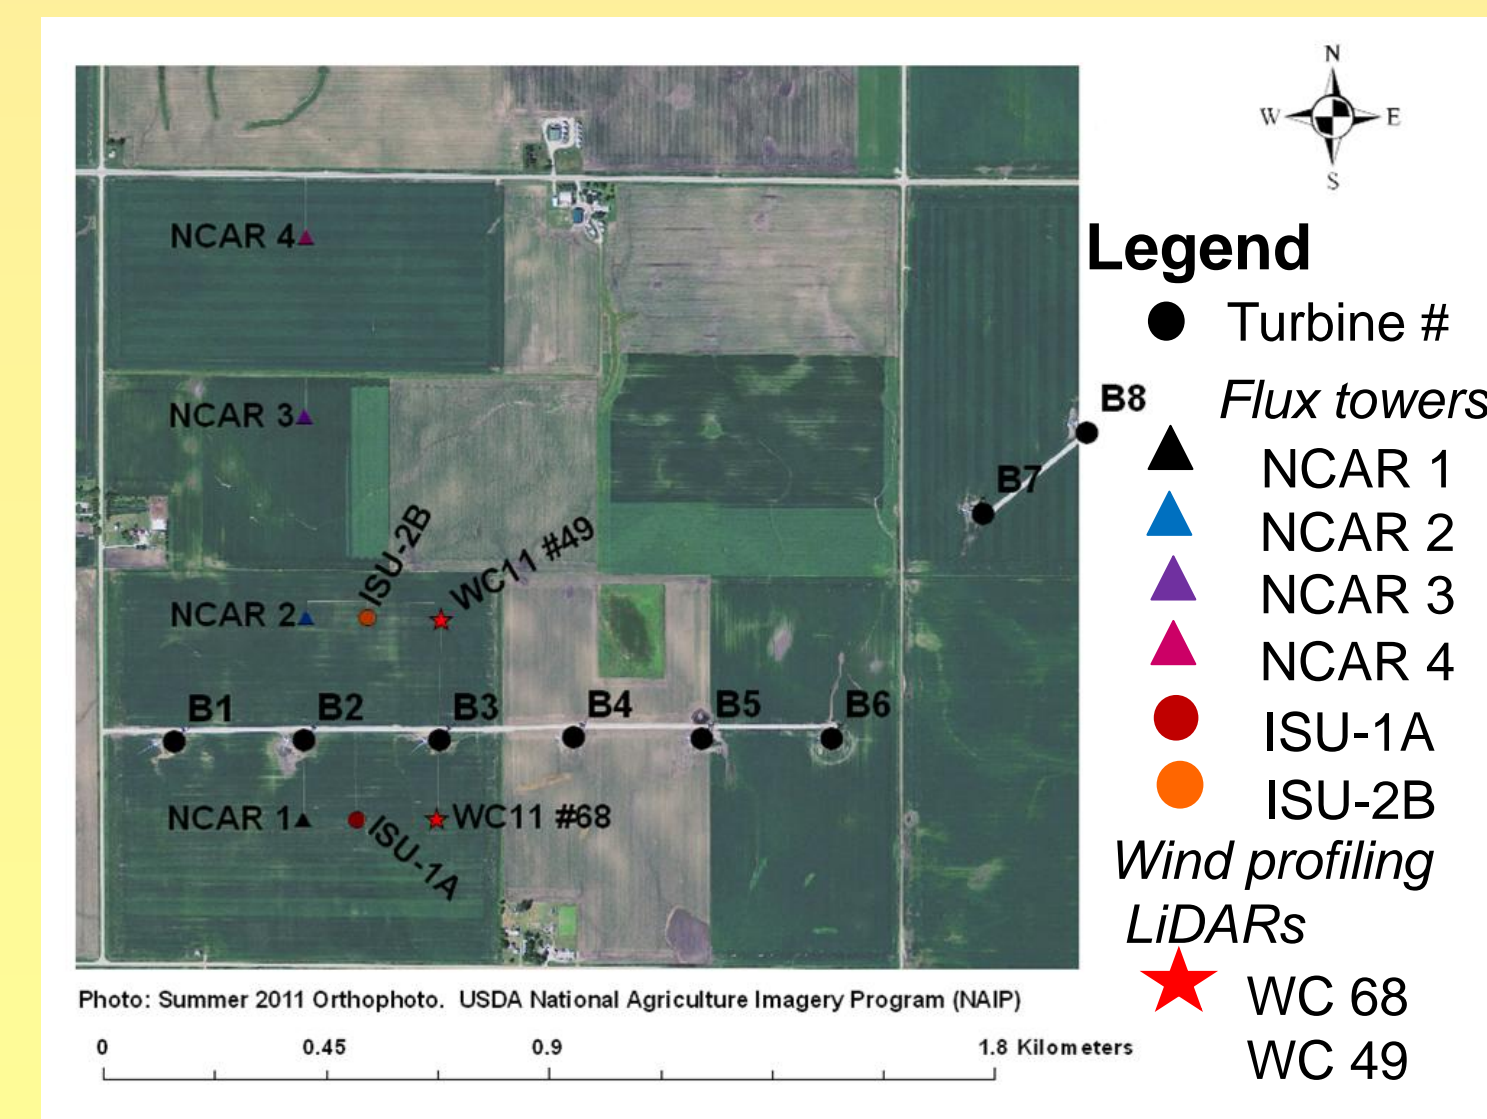 N
W E
S
NCAR 4
NCAR 3
ISU-2B
WC11 #49
NCAR 2
B1 B2 B3 B4 B5 B6
B7
B8
NCAR 1
ISU-1A
WC11 #68
Legend
Turbine #
Flux towers
NCAR 1
NCAR 2
NCAR 3
NCAR 4
ISU-1A
ISU-2B
Wind profiling
LiDARs
WC 68
WC 49
Photo: Summer 2011 Orthophoto. USDA National Agriculture Imagery Program (NAIP)
0 0.45 0.9 1.8 Kilometers